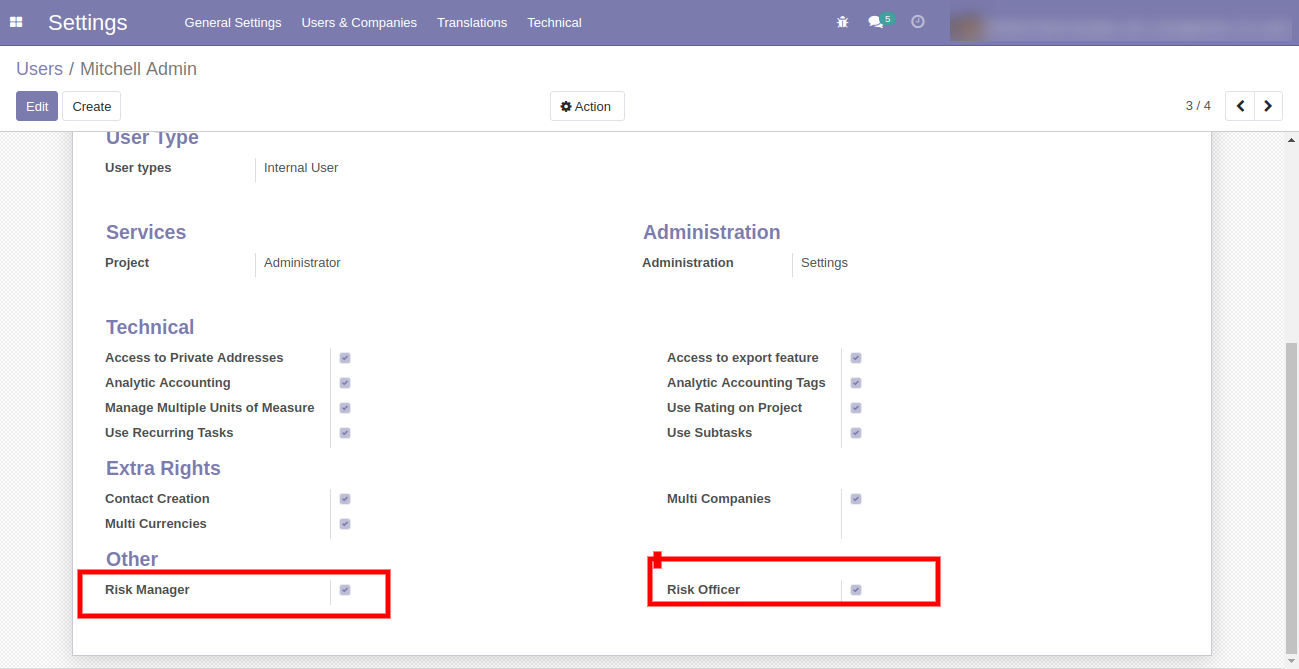 Settings General Settings Users & Companies Translations Technical 5
Users / Mitchell Admin
Edit Create Action 3 / 4
User Type
User types Internal User
Services Administration
Project Administrator Administration Settings
Technical
Access to Private Addresses Access to export feature
Analytic Accounting Analytic Accounting Tags
Manage Multiple Units of Measure Use Rating on Project
Use Recurring Tasks Use Subtasks
Extra Rights
Contact Creation Multi Companies
Multi Currencies
Other
Risk Manager Risk Officer